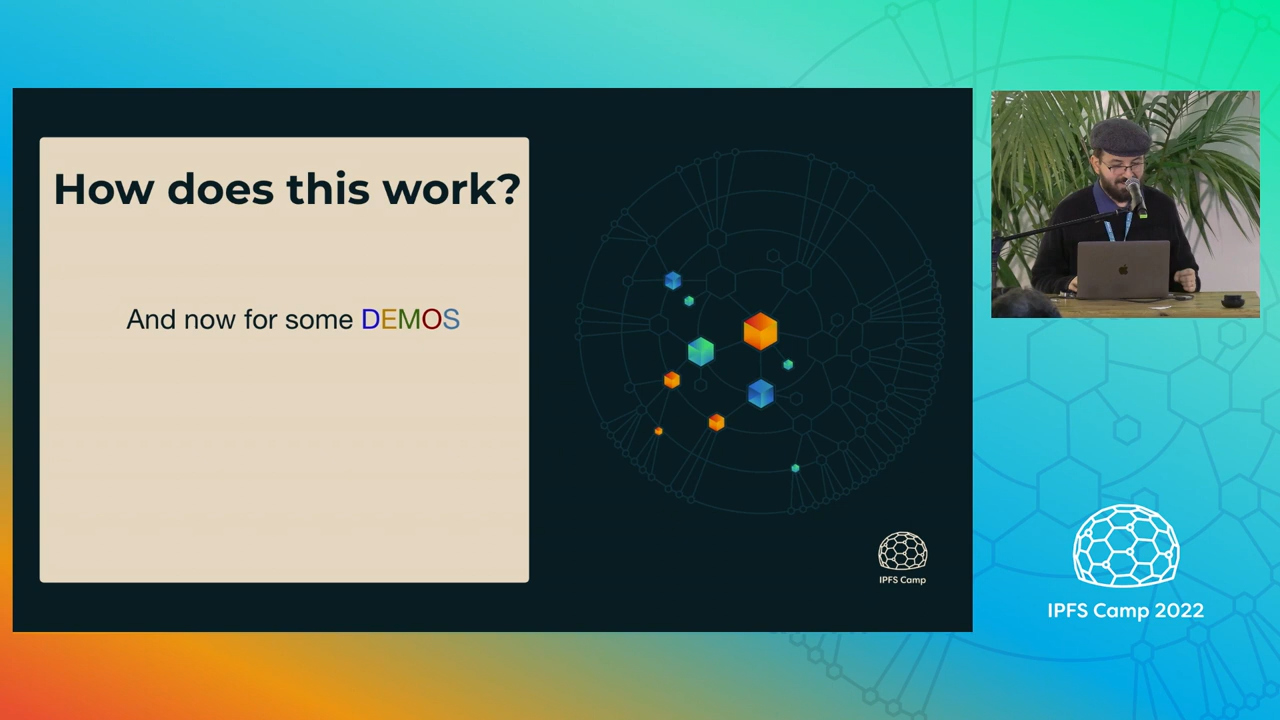 How does this work?
And now for some DEMOS
IPFS Camp
IPFS Camp 2022